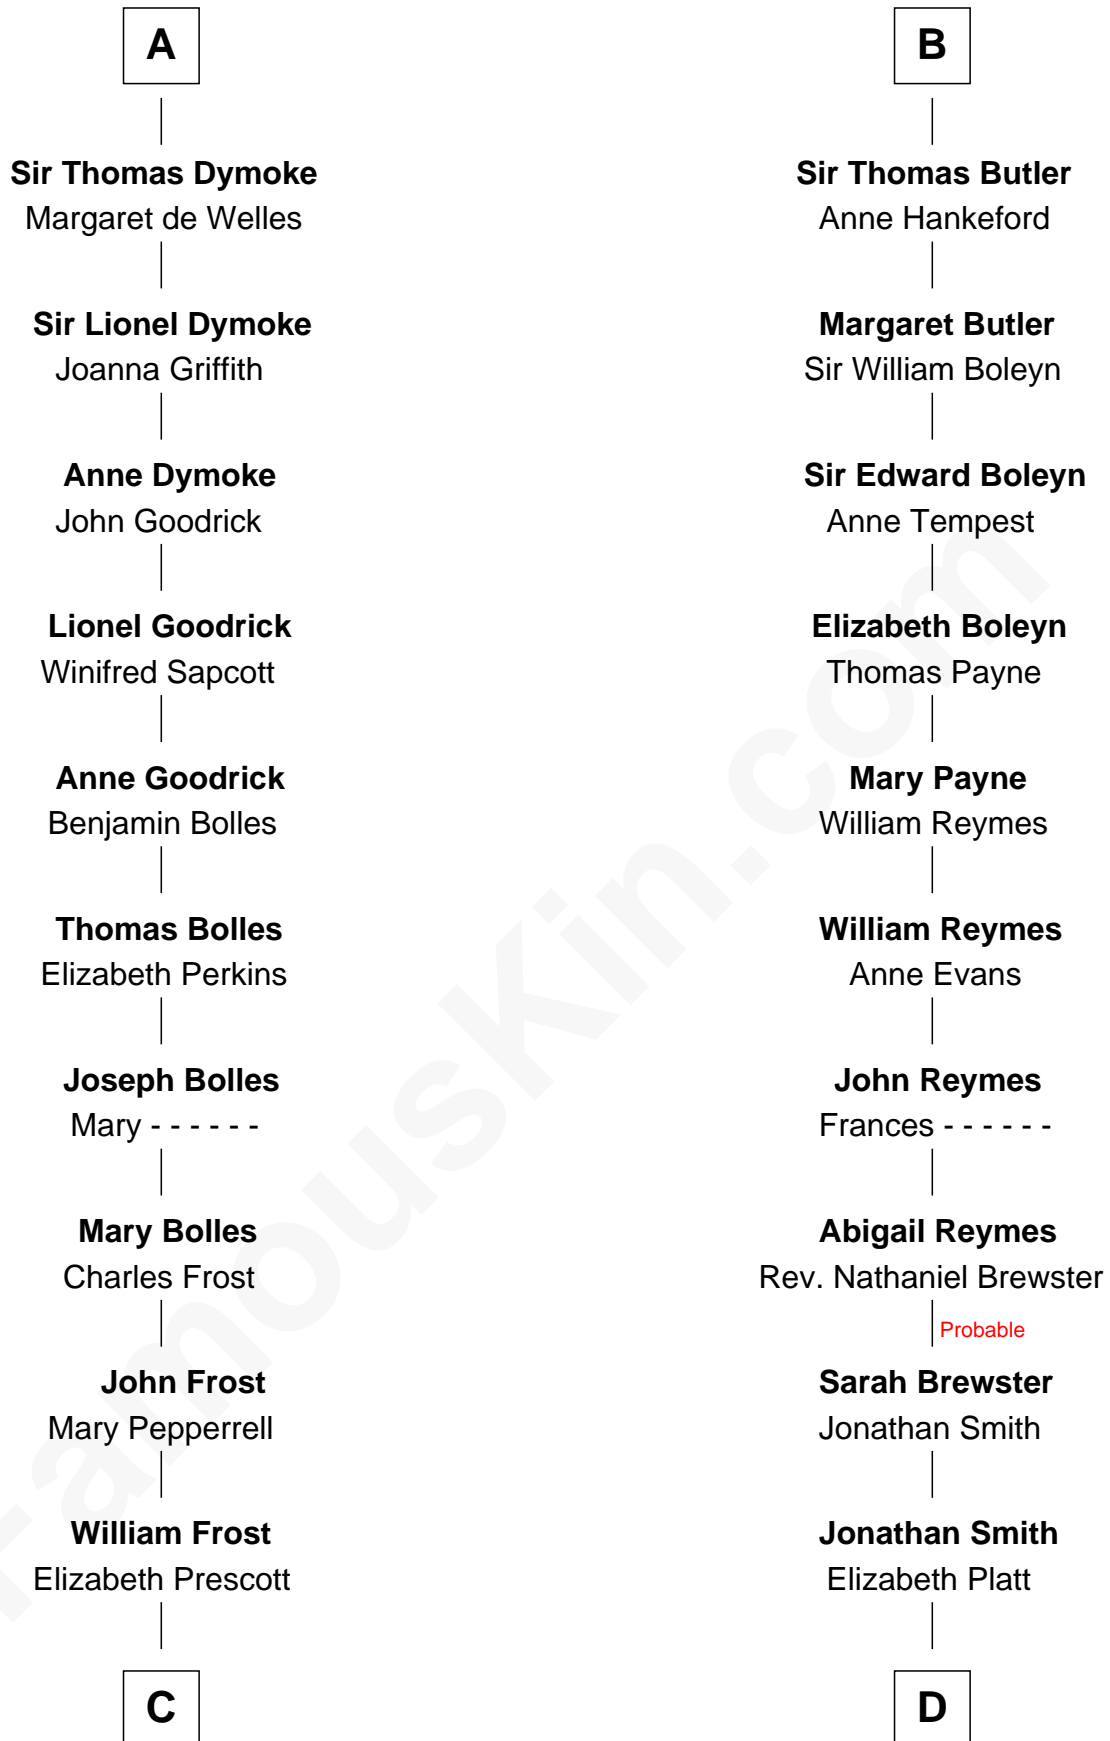 A
Sir Thomas Dymoke
Margaret de Welles
Sir Lionel Dymoke
Joanna Griffith
Anne Dymoke
John Goodrick
Lionel Goodrick
Winifred Sapcott
Anne Goodrick
Benjamin Bolles
Thomas Bolles
Elizabeth Perkins
Joseph Bolles
Mary - - - - - -
Mary Bolles
Charles Frost
John Frost
Mary Pepperrell
William Frost
Elizabeth Prescott
C
B
Sir Thomas Butler
Anne Hankeford
Margaret Butler
Sir William Boleyn
Sir Edward Boleyn
Anne Tempest
Elizabeth Boleyn
Thomas Payne
Mary Payne
William Reymes
William Reymes
Anne Evans
John Reymes
Frances - - - - - -
Abigail Reymes
Rev. Nathaniel Brewster
Probable
Sarah Brewster
Jonathan Smith
Jonathan Smith
Elizabeth Platt
D
FamousKin.com